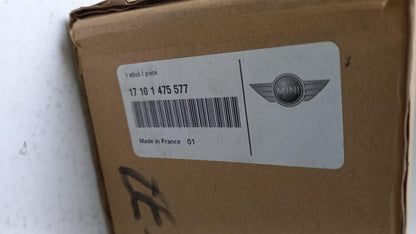 1 stück / piece
17 10 1 475 577
MINI
Made in France 01